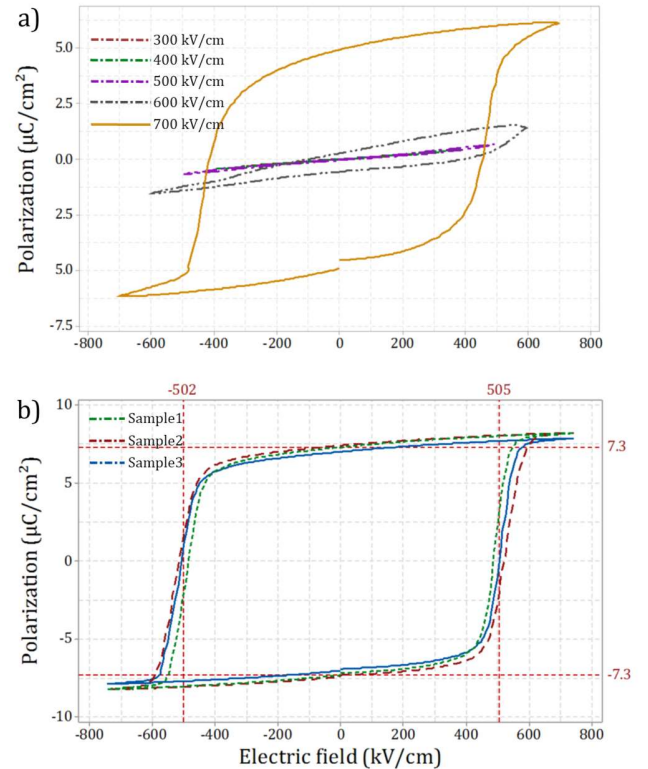 a)
5.0
2.5
0.0
2.5
5.0
-7.5
Polarization (μC/cm²)
300 kV/cm
400 kV/cm
500 kV/cm
600 kV/cm
700 kV/cm
-800 -600 -400 -200 0 200 400 600 800
-502 505
b)
10
5
0
-5
-10
Polarization (μC/cm²)
Sample1
Sample2
Sample3
7.3
-7.3
-800 -600 -400 -200 0 200 400 600 800
Electric field (kV/cm)